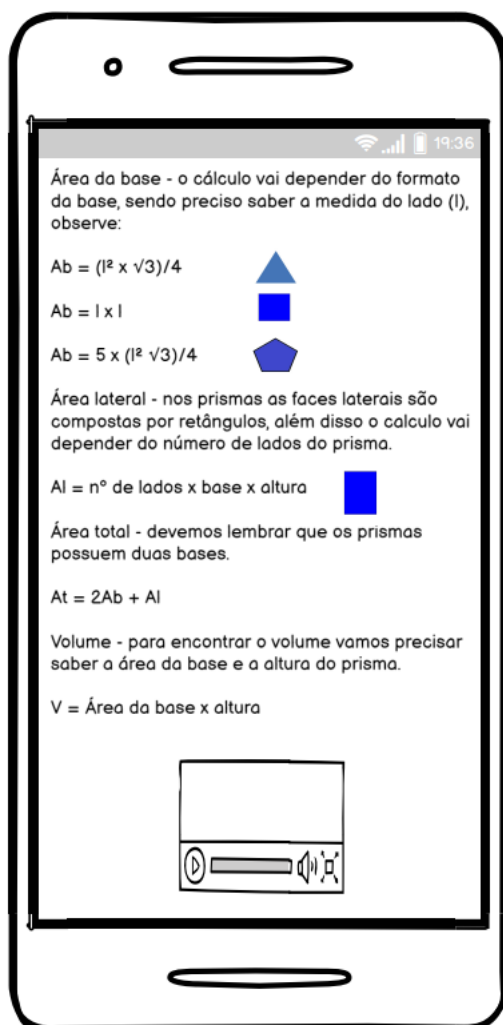 19:36
Área da base - o cálculo vai depender do formato
da base, sendo preciso saber a medida do lado (l),
observe:
Ab = (l² x √3)/4
Ab = l x l
Ab = 5 x (l² √3)/4
Área lateral - nos prismas as faces laterais são
compostas por retângulos, além disso o calculo vai
depender do número de lados do prisma.
Al = nº de lados x base x altura
Área total - devemos lembrar que os prismas
possuem duas bases.
At = 2Ab + Al
Volume - para encontrar o volume vamos precisar
saber a área da base e a altura do prisma.
V = Área da base x altura